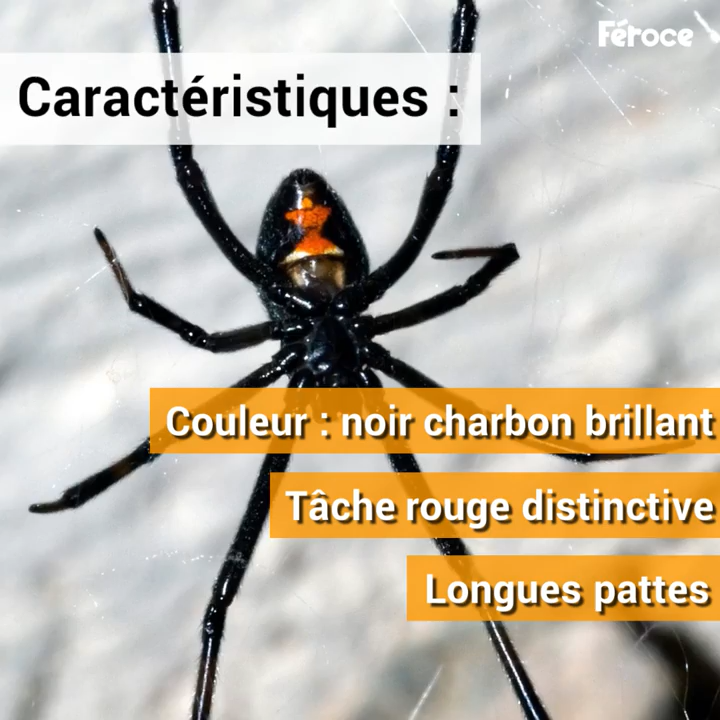 Féroce
Caractéristiques :
Couleur : noir charbon brillant
Tâche rouge distinctive
Longues pattes